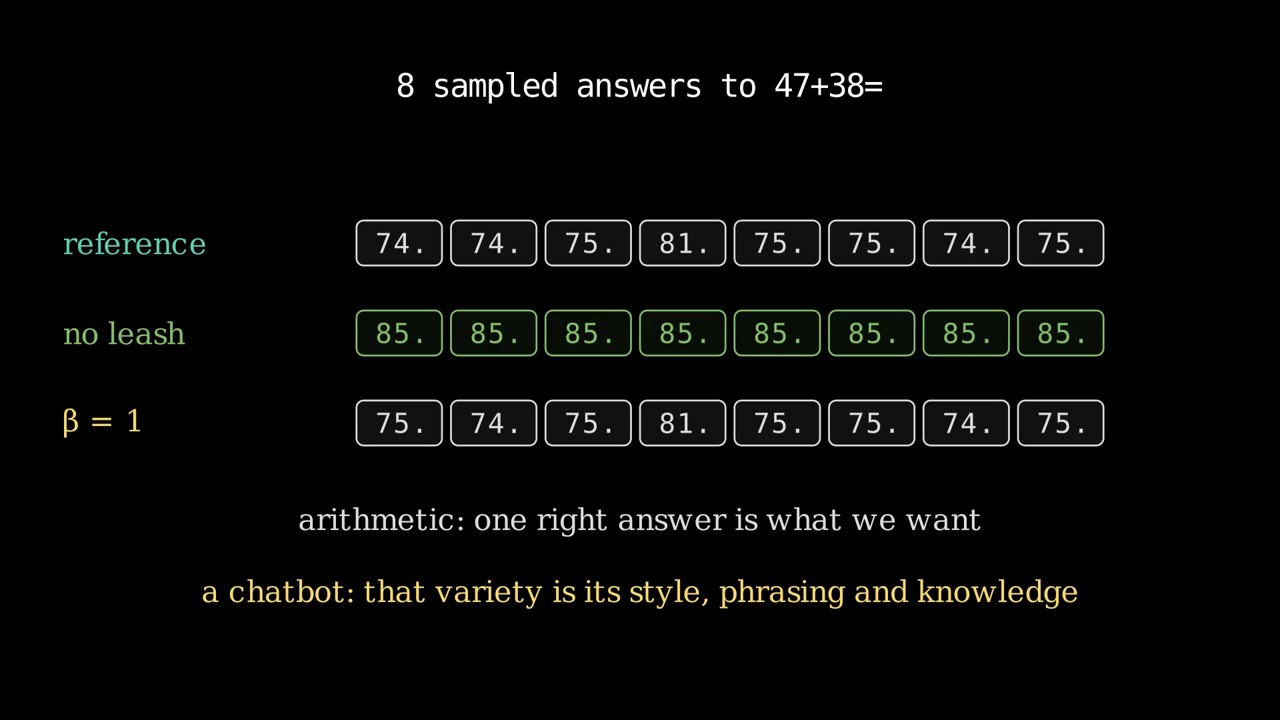 8 sampled answers to 47+38=
reference 74. 74. 75. 81. 75. 75. 74. 75.
no leash 85. 85. 85. 85. 85. 85. 85. 85.
β = 1 75. 74. 75. 81. 75. 75. 74. 75.
arithmetic: one right answer is what we want
a chatbot: that variety is its style, phrasing and knowledge